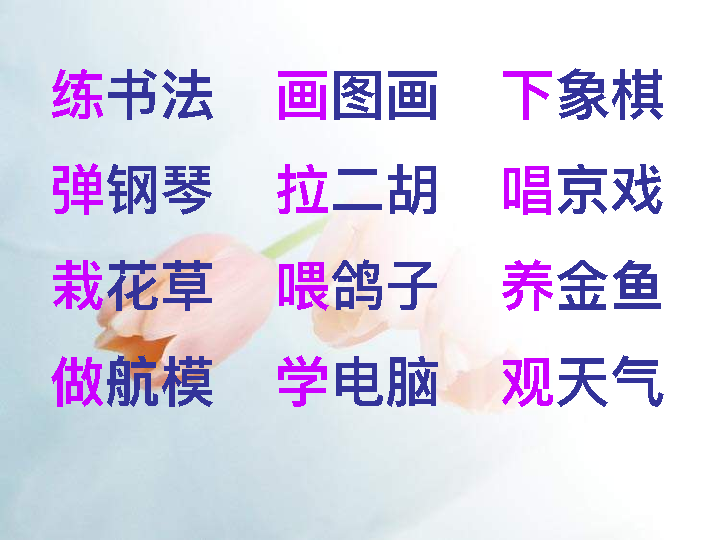 练书法 画图画 下象棋
弹钢琴 拉二胡 唱京戏
栽花草 喂鸽子 养金鱼
做航模 学电脑 观天气